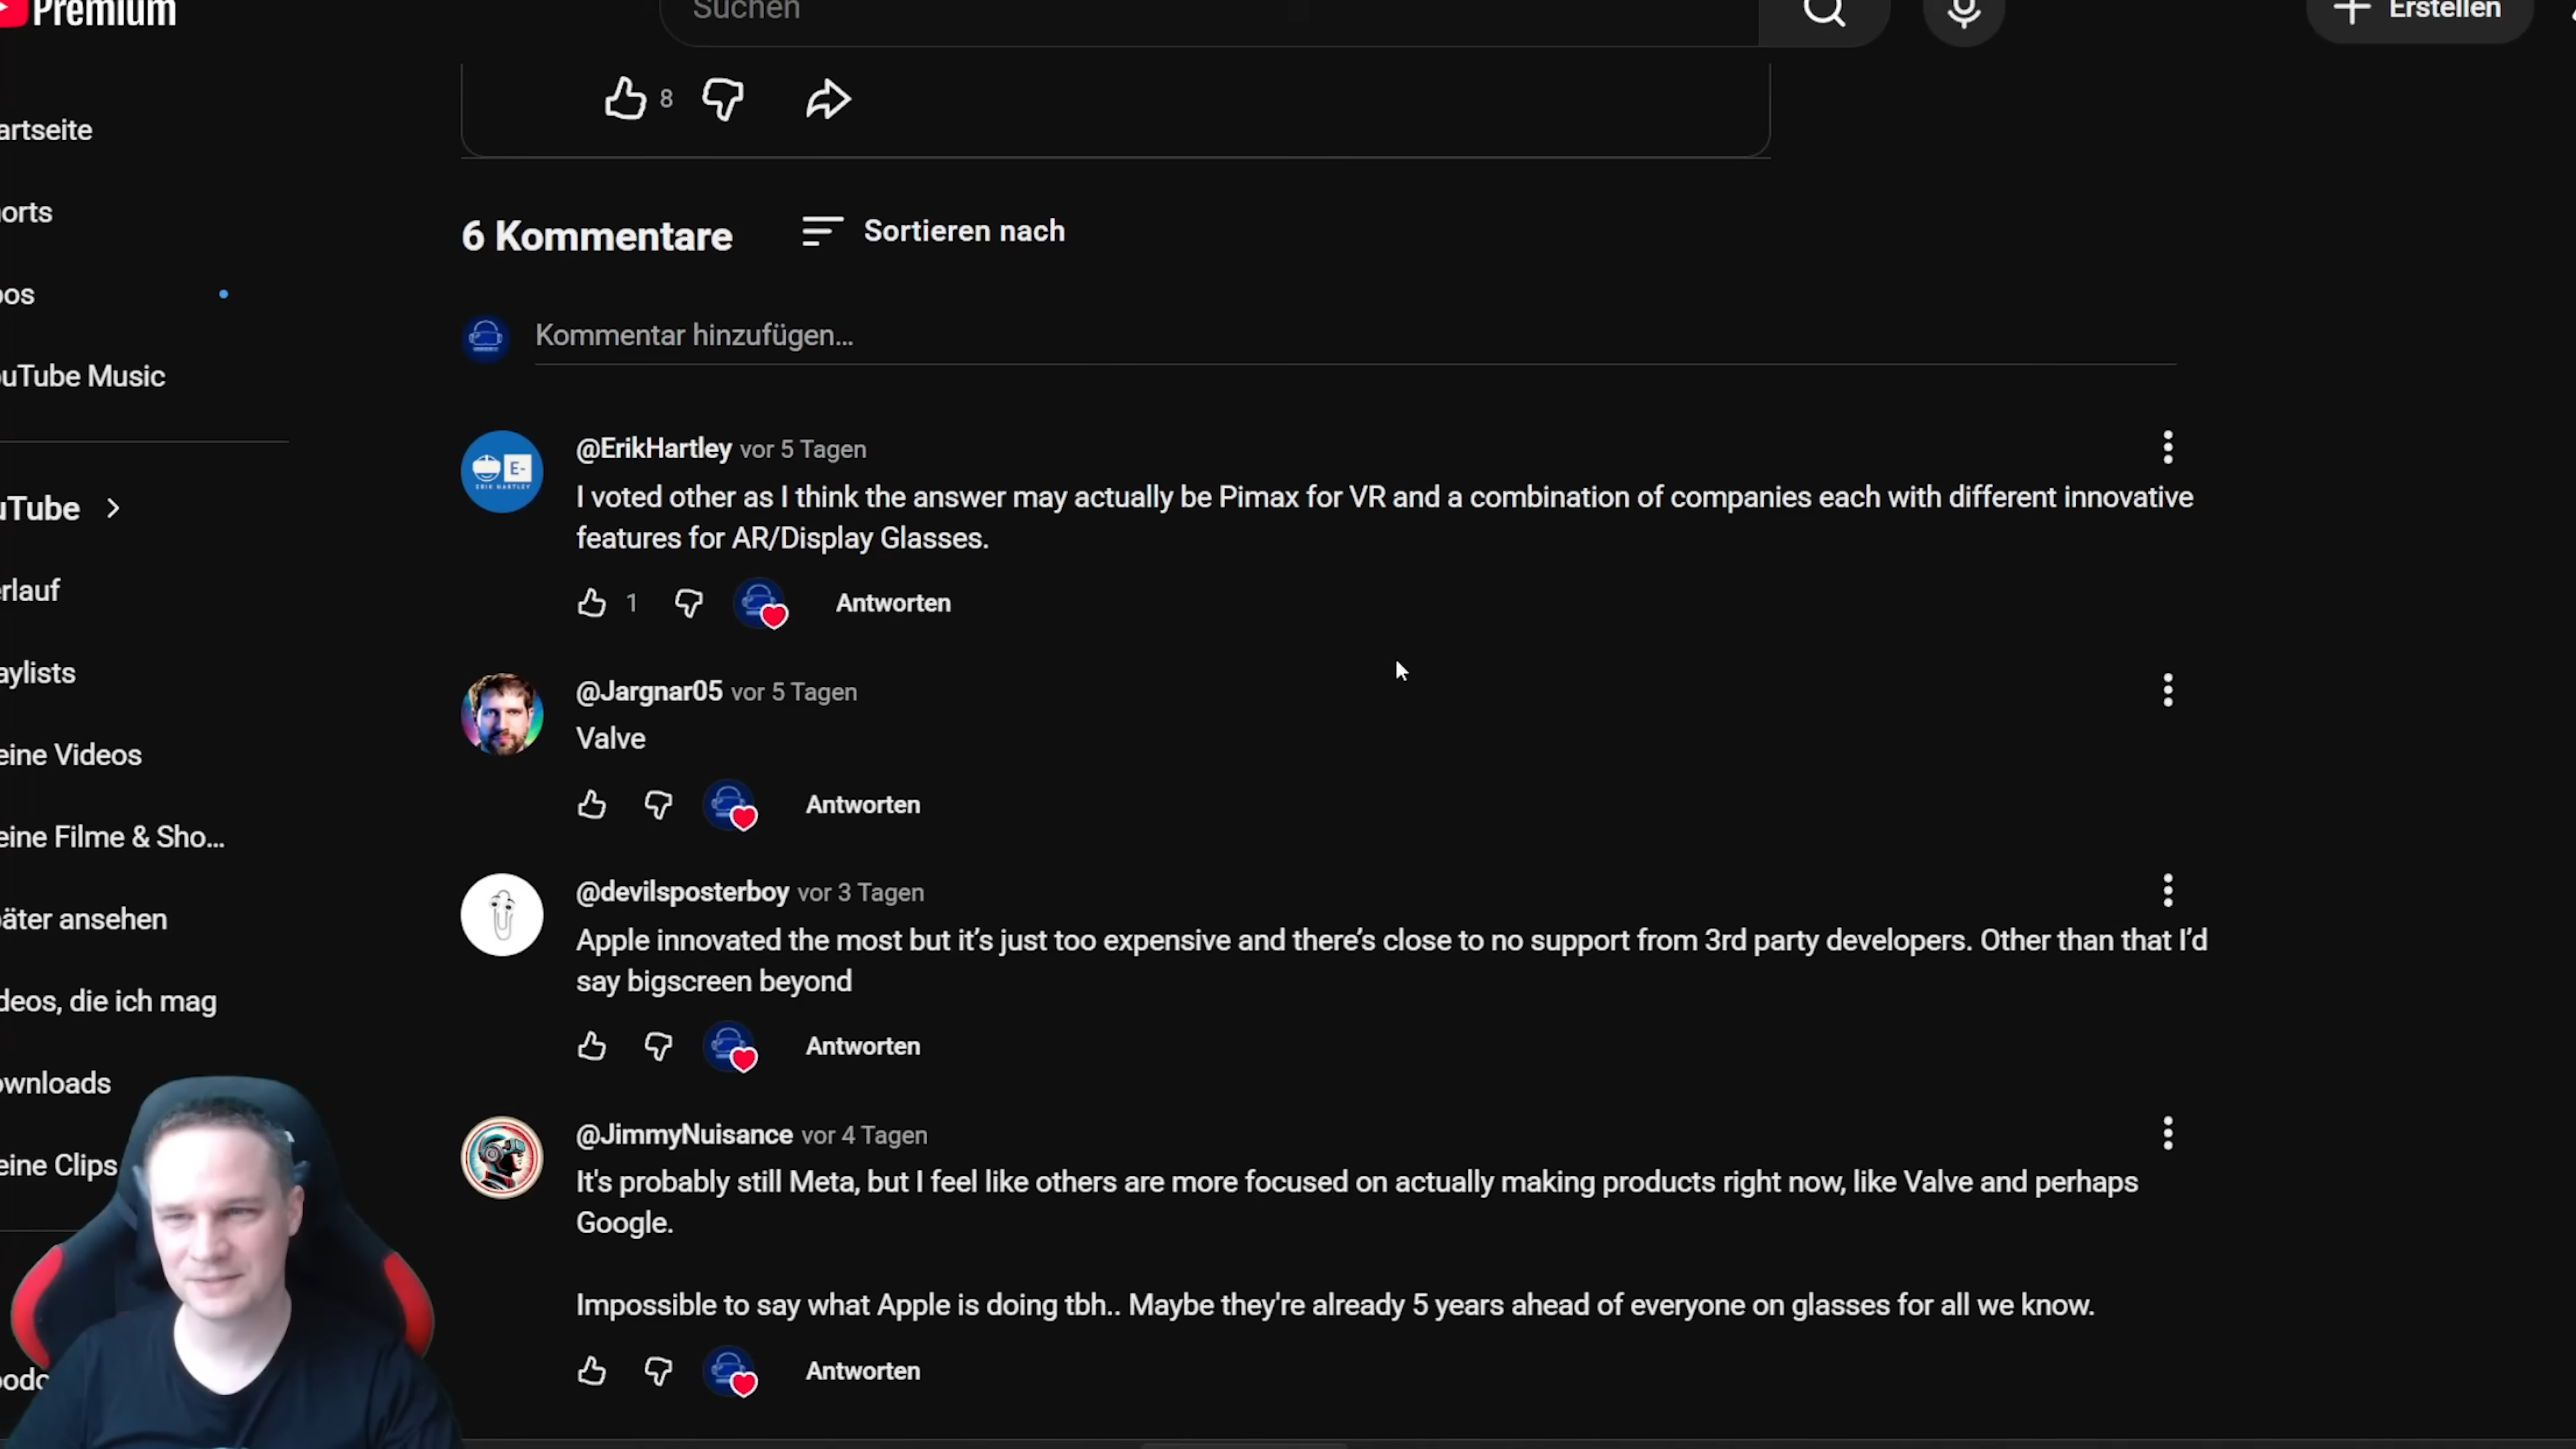 Premium
Suchen
Erstellen
artseite
8
orts
6 Kommentare
Sortieren nach
os
Kommentar hinzufügen...
uTube Music
@ErikHartley vor 5 Tagen
E-
ERIK HARTLEY
I voted other as I think the answer may actually be Pimax for VR and a combination of companies each with different innovative
features for AR/Display Glasses.
uTube
rlauf
1
Antworten
aylists
@Jargnar05 vor 5 Tagen
Valve
eine Videos
Antworten
eine Filme & Sho...
@devilsposterboy vor 3 Tagen
äter ansehen
Apple innovated the most but it’s just too expensive and there’s close to no support from 3rd party developers. Other than that I’d
say bigscreen beyond
deos, die ich mag
Antworten
ownloads
@JimmyNuisance vor 4 Tagen
eine Clips
It's probably still Meta, but I feel like others are more focused on actually making products right now, like Valve and perhaps
Google.
Impossible to say what Apple is doing tbh.. Maybe they're already 5 years ahead of everyone on glasses for all we know.
Antworten
podc